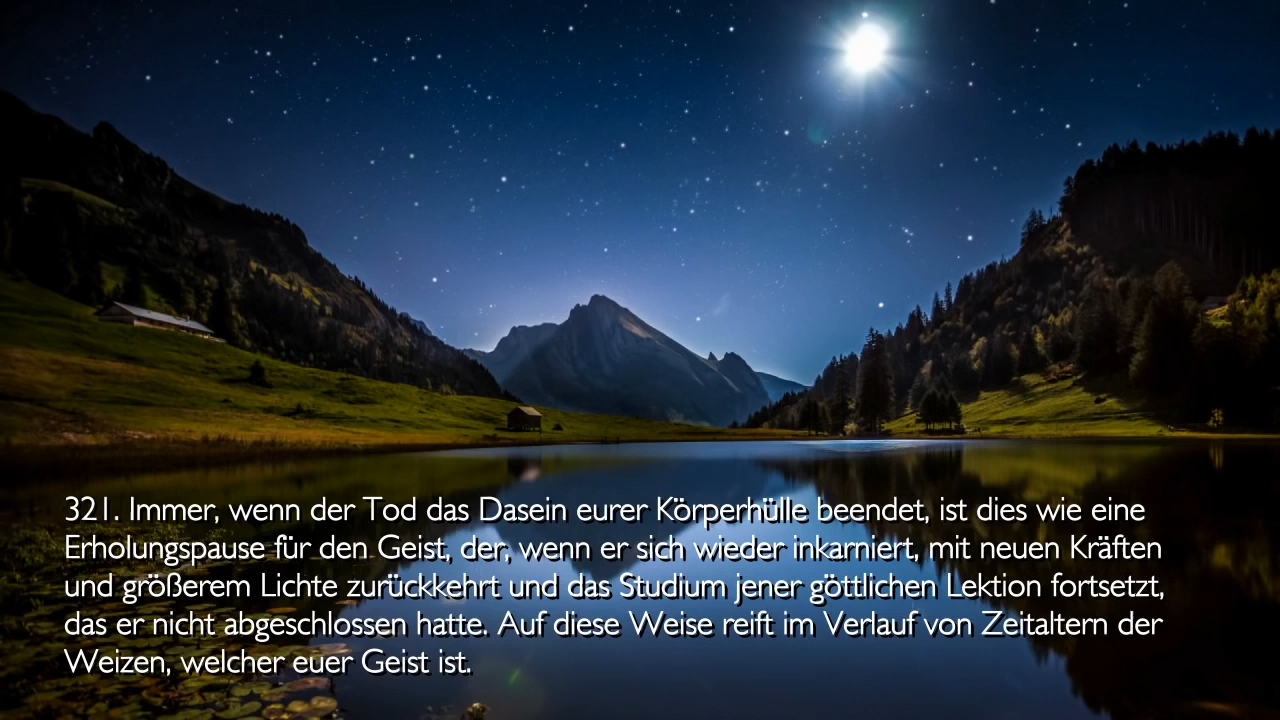 321. Immer, wenn der Tod das Dasein eurer Körperhülle beendet, ist dies wie eine
Erholungspause für den Geist, der, wenn er sich wieder inkarniert, mit neuen Kräften
und größerem Lichte zurückkehrt und das Studium jener göttlichen Lektion fortsetzt,
das er nicht abgeschlossen hatte. Auf diese Weise reift im Verlauf von Zeitaltern der
Weizen, welcher euer Geist ist.